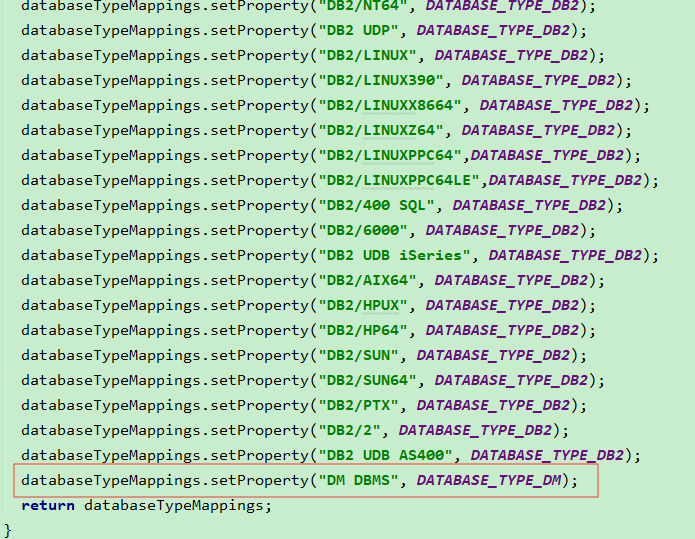 databaseTypeMappings.setProperty("DB2/NT64", DATABASE_TYPE_DB2);
databaseTypeMappings.setProperty("DB2 UDP", DATABASE_TYPE_DB2);
databaseTypeMappings.setProperty("DB2/LINUX", DATABASE_TYPE_DB2);
databaseTypeMappings.setProperty("DB2/LINUX390", DATABASE_TYPE_DB2);
databaseTypeMappings.setProperty("DB2/LINUXX8664", DATABASE_TYPE_DB2);
databaseTypeMappings.setProperty("DB2/LINUXZ64", DATABASE_TYPE_DB2);
databaseTypeMappings.setProperty("DB2/LINUXPPC64",DATABASE_TYPE_DB2);
databaseTypeMappings.setProperty("DB2/LINUXPPC64LE",DATABASE_TYPE_DB2);
databaseTypeMappings.setProperty("DB2/400 SQL", DATABASE_TYPE_DB2);
databaseTypeMappings.setProperty("DB2/6000", DATABASE_TYPE_DB2);
databaseTypeMappings.setProperty("DB2 UDB iSeries", DATABASE_TYPE_DB2);
databaseTypeMappings.setProperty("DB2/AIX64", DATABASE_TYPE_DB2);
databaseTypeMappings.setProperty("DB2/HPUX", DATABASE_TYPE_DB2);
databaseTypeMappings.setProperty("DB2/HP64", DATABASE_TYPE_DB2);
databaseTypeMappings.setProperty("DB2/SUN", DATABASE_TYPE_DB2);
databaseTypeMappings.setProperty("DB2/SUN64", DATABASE_TYPE_DB2);
databaseTypeMappings.setProperty("DB2/PTX", DATABASE_TYPE_DB2);
databaseTypeMappings.setProperty("DB2/2", DATABASE_TYPE_DB2);
databaseTypeMappings.setProperty("DB2 UDB AS400", DATABASE_TYPE_DB2);
databaseTypeMappings.setProperty("DM DBMS", DATABASE_TYPE_DM);
return databaseTypeMappings;
}